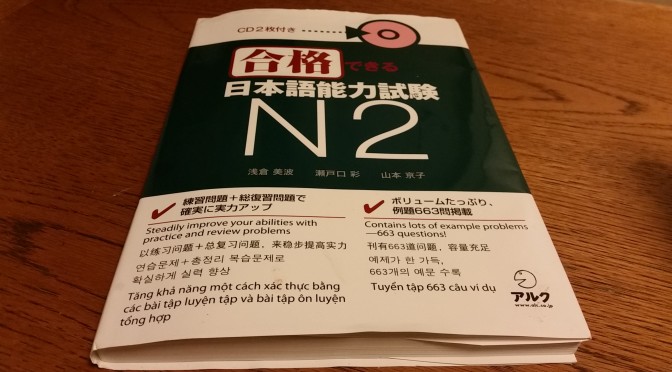 CD2枚付き
合格できる
日本語能力試験
N2
浅倉 美波　瀬戸口 彩　山本 京子
練習問題+総復習問題で
確実に実力アップ
Steadily improve your abilities with
practice and review problems
以练习问题+总复习问题，来稳步提高实力
연습문제+총정리 복습문제로
확실하게 실력 향상
Tăng khả năng một cách xác thực bằng
các bài tập luyện tập và bài tập ôn luyện
tổng hợp
ボリュームたっぷり、
例題663問掲載
Contains lots of example problems
—663 questions!
刊有663道问题，容量充足
예제가 한 가득,
663개의 예문 수록
Tuyển tập 663 câu ví dụ
アルク
www.alc.co.jp